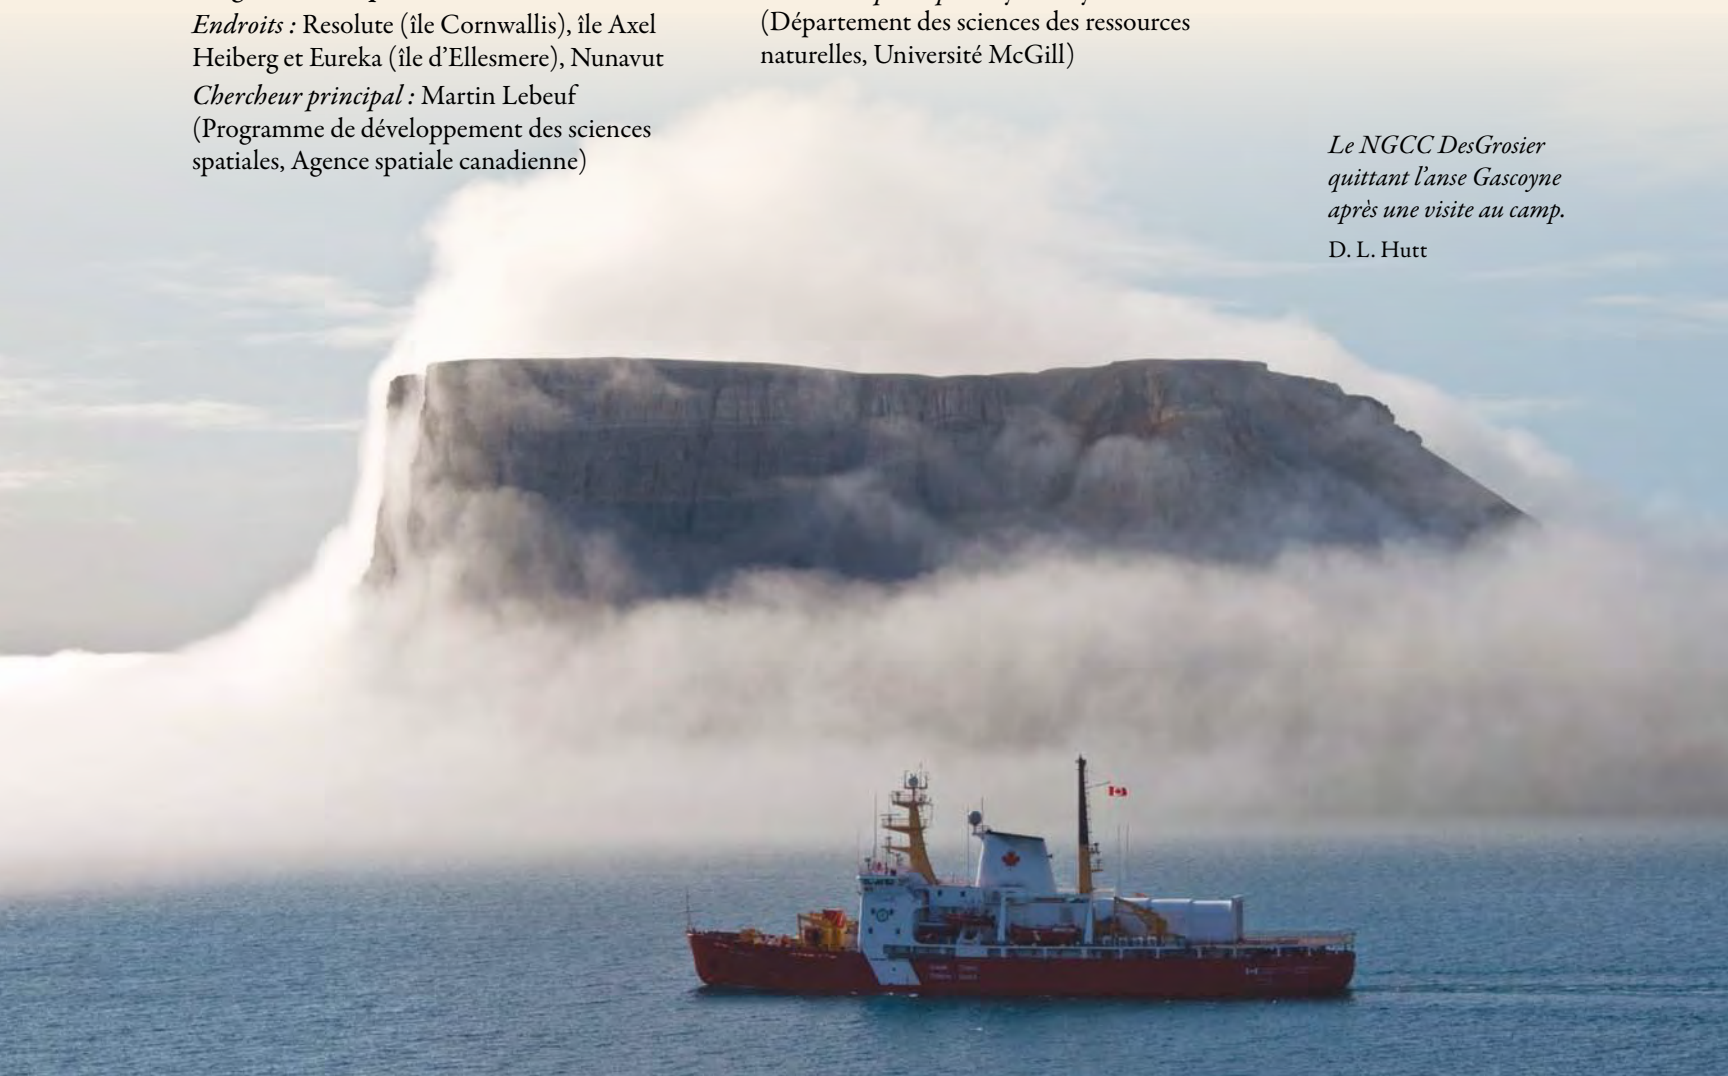 Endroits : Resolute (île Cornwallis), île Axel
Heiberg et Eureka (île d’Ellesmere), Nunavut
Chercheur principal : Martin Lebeuf
(Programme de développement des sciences
spatiales, Agence spatiale canadienne)
(Département des sciences des ressources
naturelles, Université McGill)
Le NGCC DesGrosier
quittant l’anse Gascoyne
après une visite au camp.
D. L. Hutt